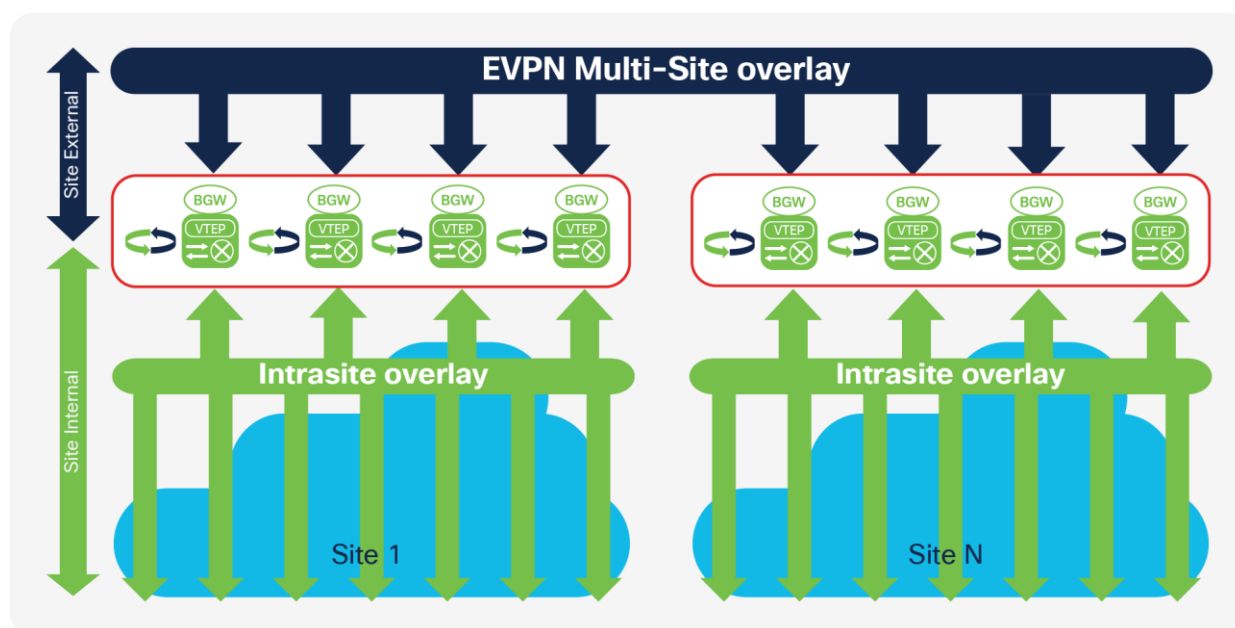 EVPN Multi-Site overlay
Site External
BGW
BGW
BGW
BGW
BGW
BGW
BGW
BGW
VTEP
VTEP
VTEP
VTEP
VTEP
VTEP
VTEP
VTEP
Site Internal
Intrasite overlay
Intrasite overlay
Site 1
Site N